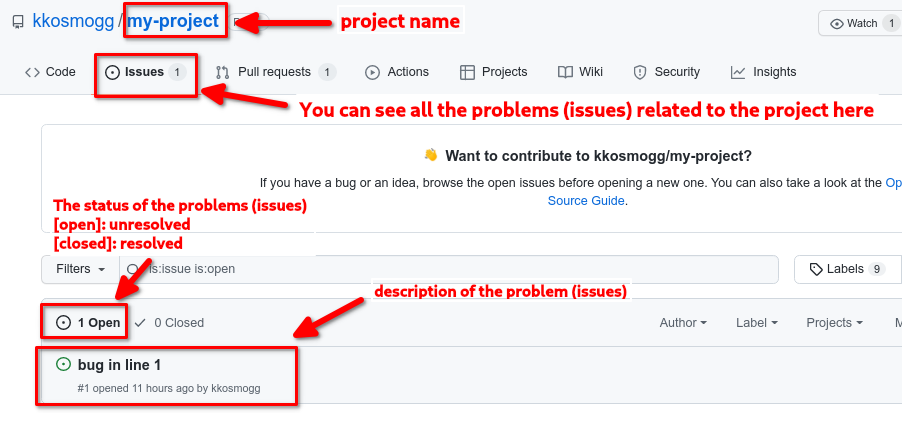 kkosmogg / my-project
project name
Watch 1
Code
Issues 1
Pull requests 1
Actions
Projects
Wiki
Security
Insights
You can see all the problems (issues) related to the project here
👋 Want to contribute to kkosmogg/my-project?
If you have a bug or an idea, browse the open issues before opening a new one. You can also take a look at the Op
Source Guide.
The status of the problems (issues)
[open]: unresolved
[closed]: resolved
Filters
is:issue is:open
Labels 9
description of the problem (issues)
1 Open
0 Closed
Author
Label
Projects
M
bug in line 1
#1 opened 11 hours ago by kkosmogg